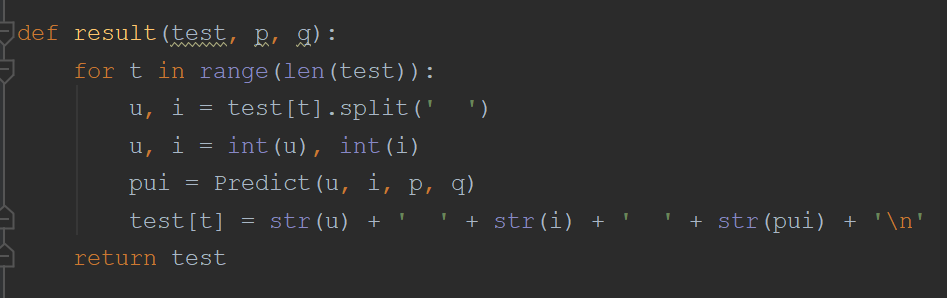 def result(test, p, q):
    for t in range(len(test)):
        u, i = test[t].split('  ')
        u, i = int(u), int(i)
        pui = Predict(u, i, p, q)
        test[t] = str(u) + '  ' + str(i) + '  ' + str(pui) + '\n'
    return test